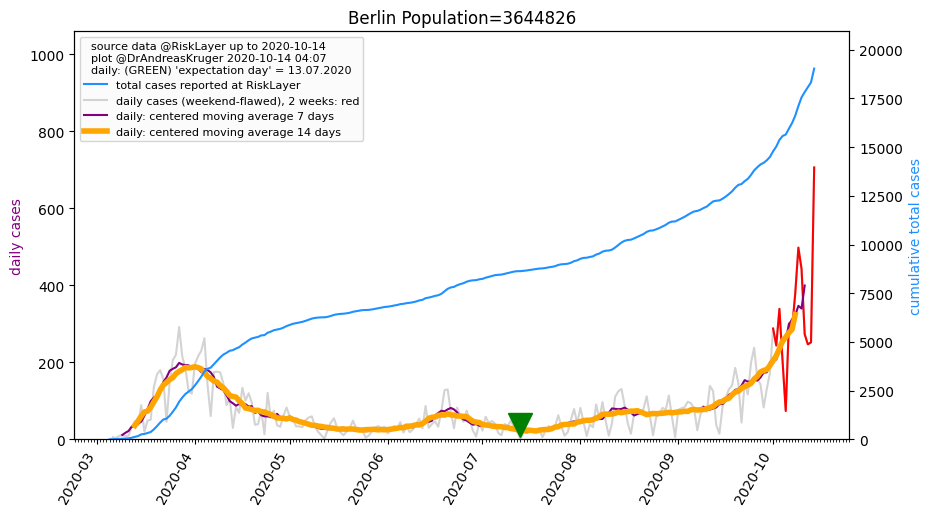 Berlin Population=3644826
source data @RiskLayer up to 2020-10-14
plot @DrAndreasKruger 2020-10-14 04:07
daily: (GREEN) 'expectation day' = 13.07.2020
total cases reported at RiskLayer
daily cases (weekend-flawed), 2 weeks: red
daily: centered moving average 7 days
daily: centered moving average 14 days
daily cases
1000
800
600
400
200
0
cumulative total cases
20000
17500
15000
12500
10000
7500
5000
2500
0
2020-03
2020-04
2020-05
2020-06
2020-07
2020-08
2020-09
2020-10